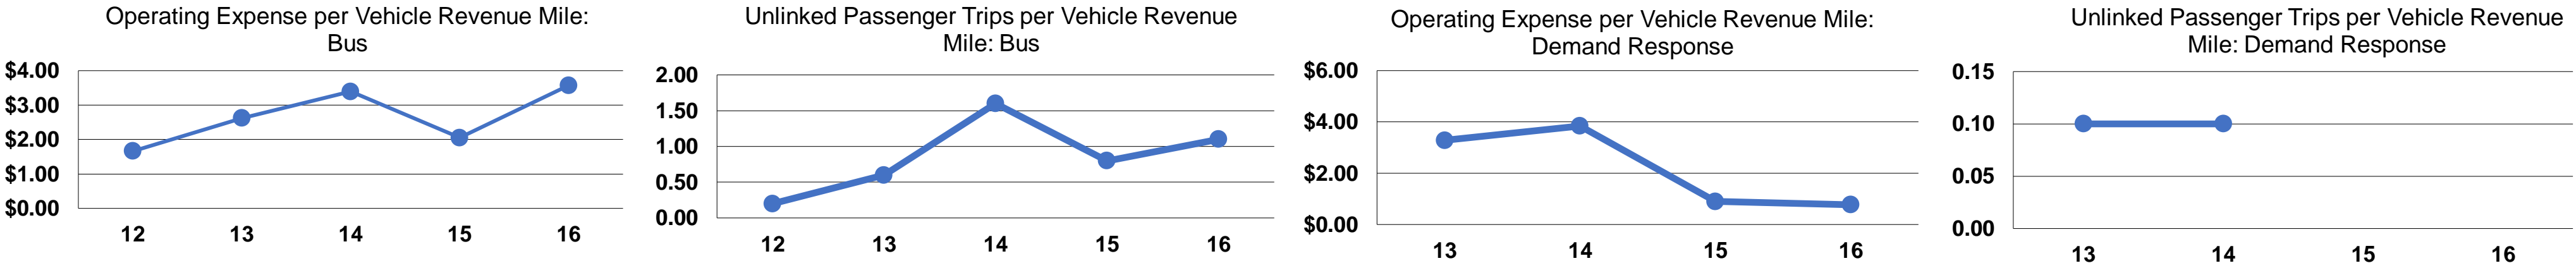 Operating Expense per Vehicle Revenue Mile:
Bus
$4.00
$3.00
$2.00
$1.00
$0.00
12 13 14 15 16
Unlinked Passenger Trips per Vehicle Revenue
Mile: Bus
2.00
1.50
1.00
0.50
0.00
12 13 14 15 16
Operating Expense per Vehicle Revenue Mile:
Demand Response
$6.00
$4.00
$2.00
$0.00
13 14 15 16
Unlinked Passenger Trips per Vehicle Revenue
Mile: Demand Response
0.15
0.10
0.05
0.00
13 14 15 16